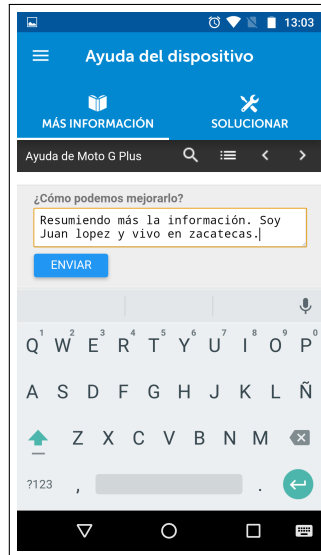 13:03
Ayuda del dispositivo
MÁS INFORMACIÓN
SOLUCIONAR
Ayuda de Moto G Plus
¿Cómo podemos mejorarlo?
Resumiendo más la información. Soy
Juan lopez y vivo en zacatecas.
ENVIAR
1 2 3 4 5 6 7 8 9 0
Q W E R T Y U I O P
A S D F G H J K L Ñ
Z X C V B N M
?123 , .